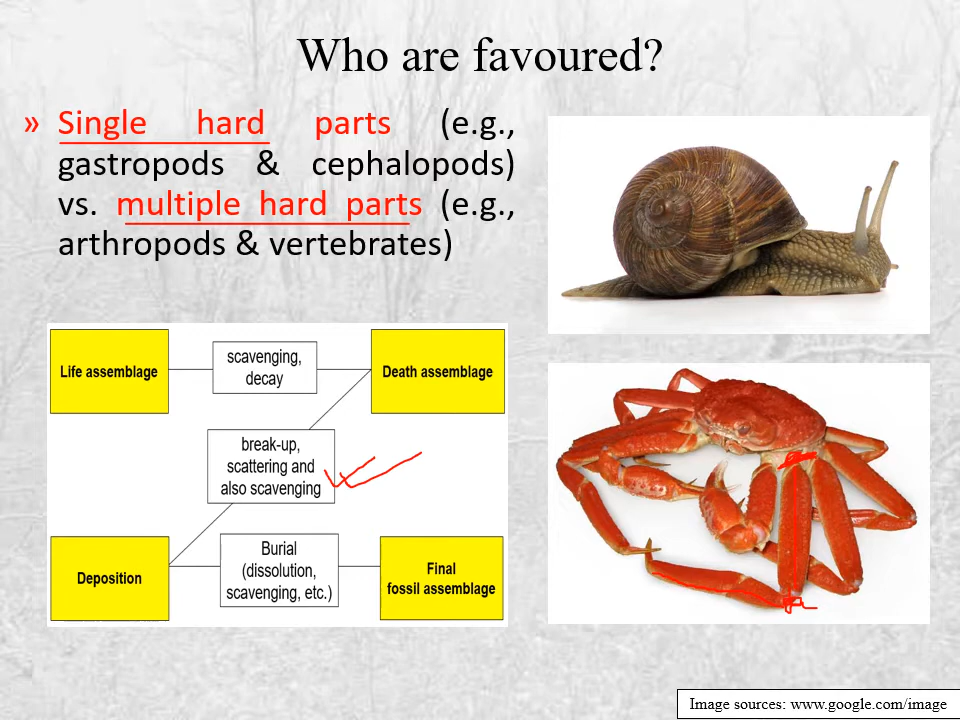 Who are favoured?
» Single hard parts (e.g.,
gastropods & cephalopods)
vs. multiple hard parts (e.g.,
arthropods & vertebrates)
Life assemblage
scavenging,
decay
Death assemblage
break-up,
scattering and
also scavenging
Deposition
Burial
(dissolution,
scavenging, etc.)
Final
fossil assemblage
Image sources: www.google.com/image